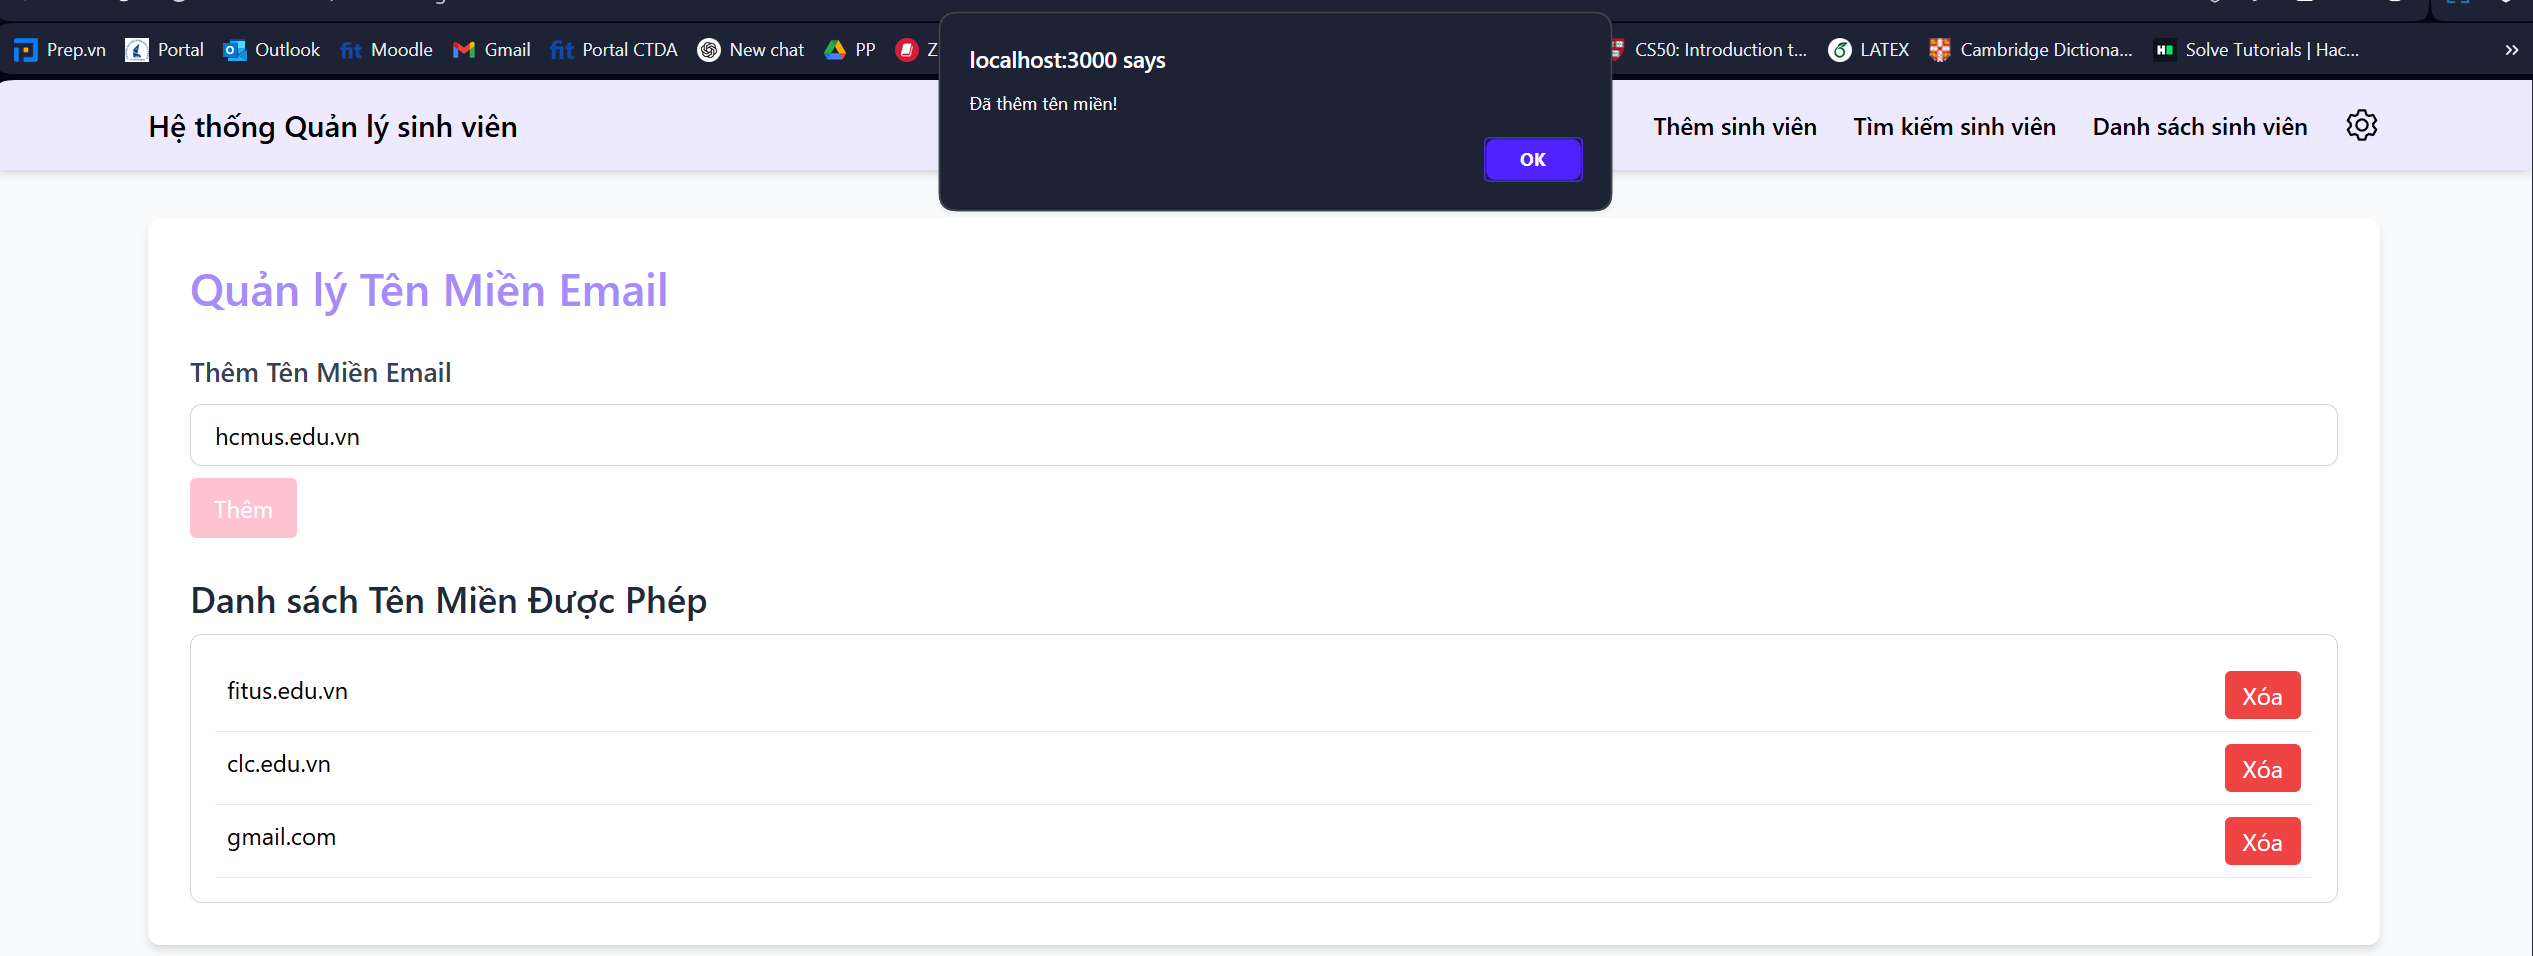 Prep.vn Portal Outlook fit Moodle Gmail fit Portal CTDA New chat PP Z CS50: Introduction t... LATEX Cambridge Dictiona... Solve Tutorials | Hac... »
localhost:3000 says
Đã thêm tên miền!
OK
Hệ thống Quản lý sinh viên
Thêm sinh viên Tìm kiếm sinh viên Danh sách sinh viên
Quản lý Tên Miền Email
Thêm Tên Miền Email
hcmus.edu.vn
Thêm
Danh sách Tên Miền Được Phép
fitus.edu.vn Xóa
clc.edu.vn Xóa
gmail.com Xóa